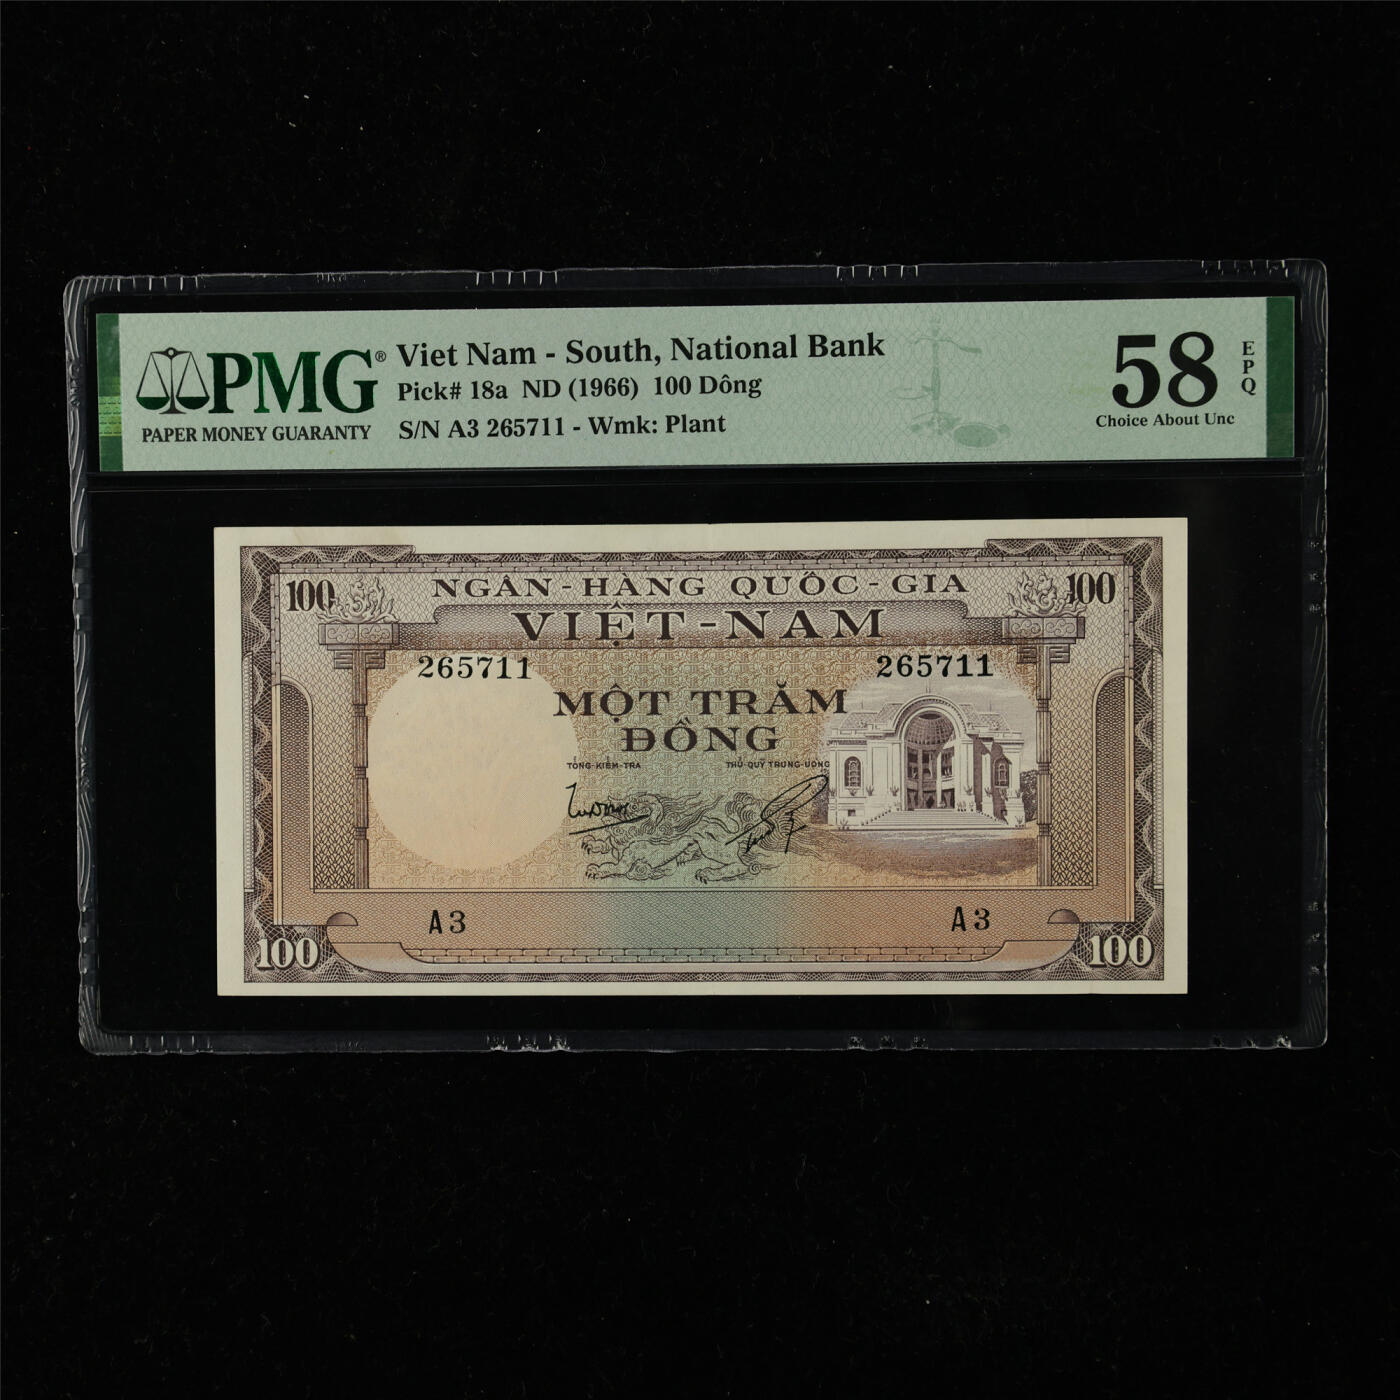 PMG®
PAPER MONEY GUARANTY
Viet Nam - South, National Bank
Pick# 18a ND (1966) 100 Dông
S/N A3 265711 - Wmk: Plant
58
EPQ
Choice About Unc
100 NGÂN-HÀNG QUỐC-GIA 100
VIỆT-NAM
265711 265711
MỘT TRĂM
ĐỒNG
TỔNG-KIỂM-TRA THỦ-QUỸ TRUNG-ƯƠNG
A3 A3
100 100